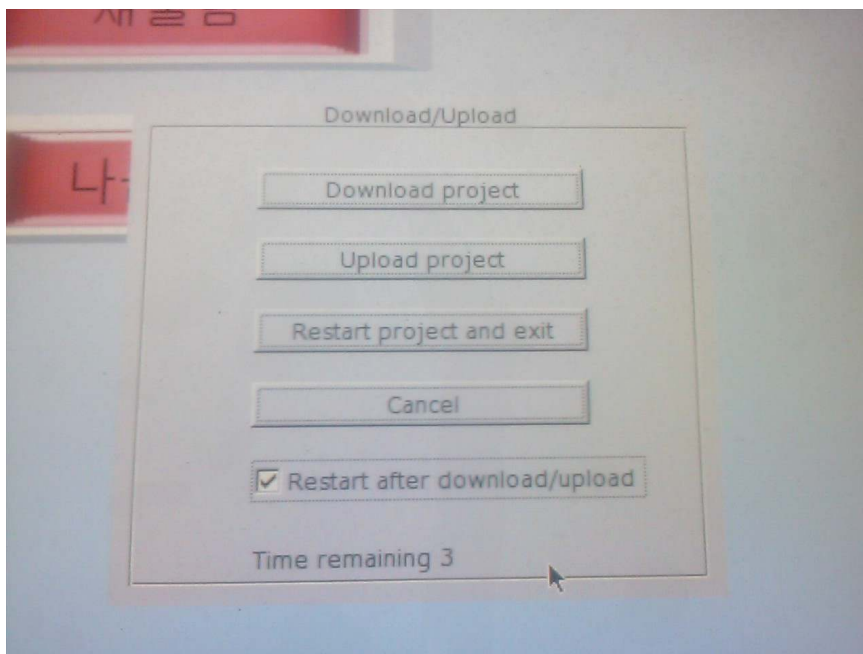 Download/Upload
Download project
Upload project
Restart project and exit
Cancel
Restart after download/upload
Time remaining 3